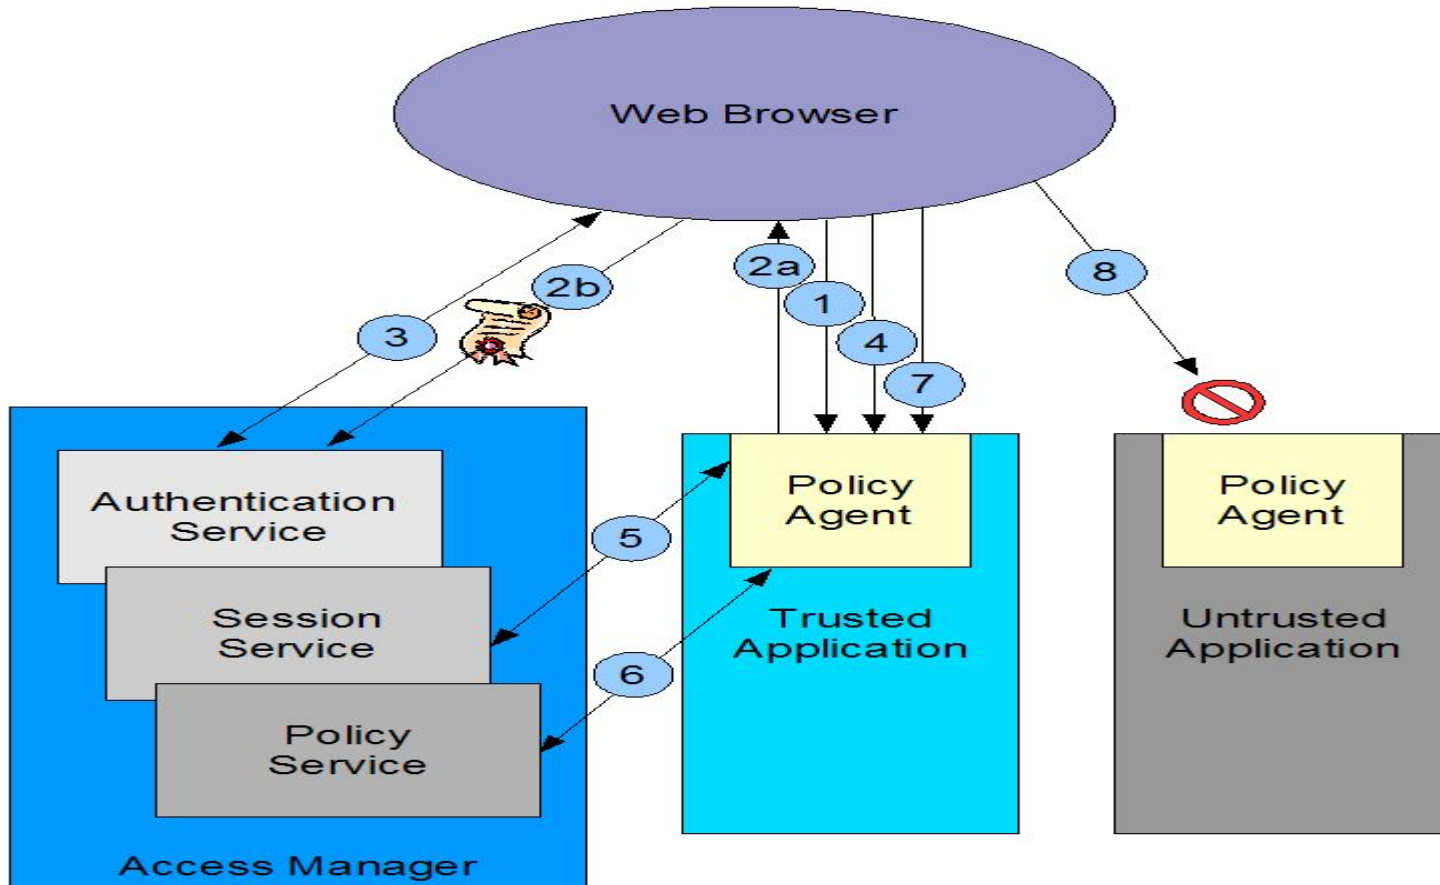 Web Browser
2a
8
2b
1
3
4
7
Authentication
Service
Policy
Agent
Policy
Agent
5
Session
Service
Trusted
Application
Untrusted
Application
6
Policy
Service
Access Manager